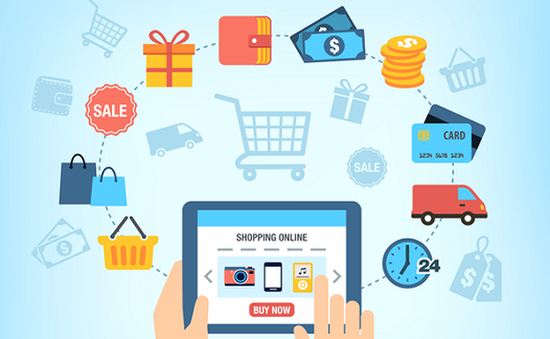 $
$
SALE
CARD
1234 5678 1234
SALE
SHOPPING ONLINE
24
$
$
$
BUY NOW